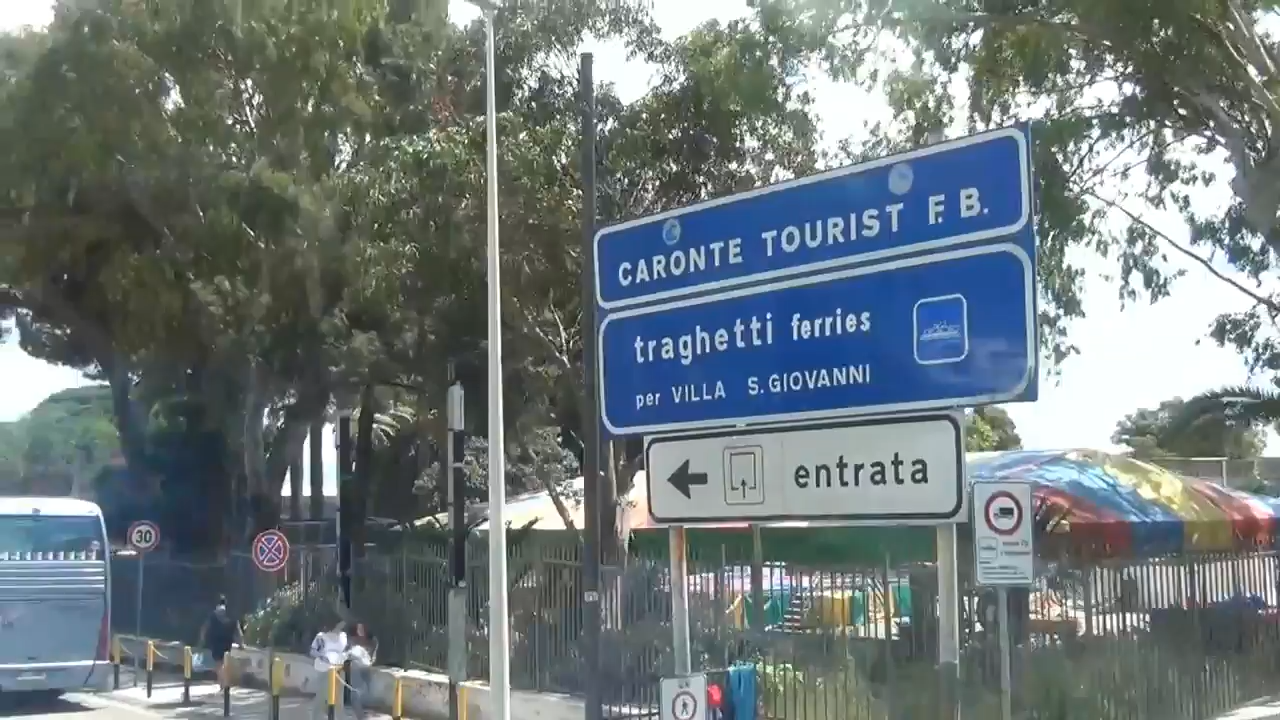 CARONTE TOURIST F. B.
traghetti ferries
per VILLA S. GIOVANNI
entrata
30